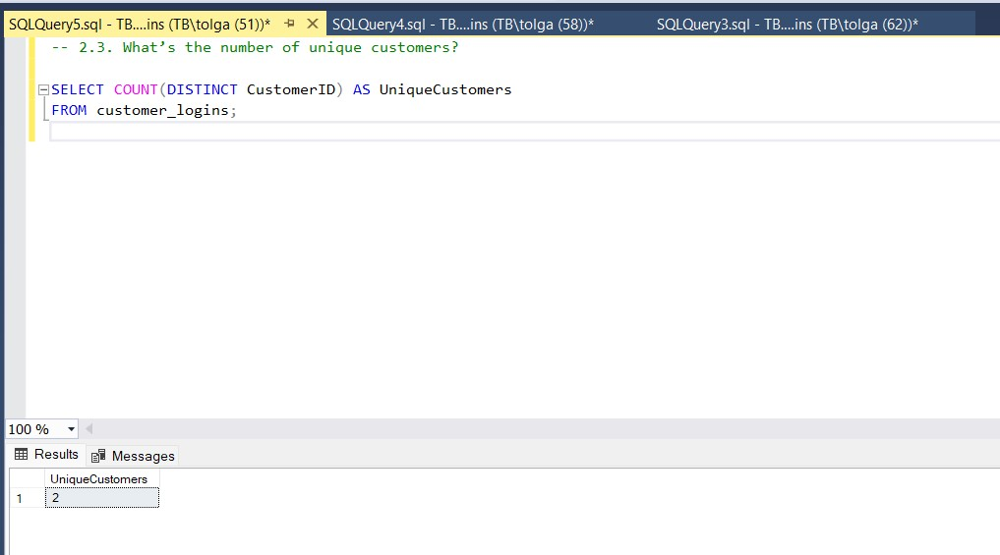 SQLQuery5.sql - TB....ins (TB\tolga (51))* SQLQuery4.sql - TB....ins (TB\tolga (58))* SQLQuery3.sql - TB....ins (TB\tolga (62))*
-- 2.3. What’s the number of unique customers?
SELECT COUNT(DISTINCT CustomerID) AS UniqueCustomers
FROM customer_logins;
100 %
Results Messages
UniqueCustomers
1 2